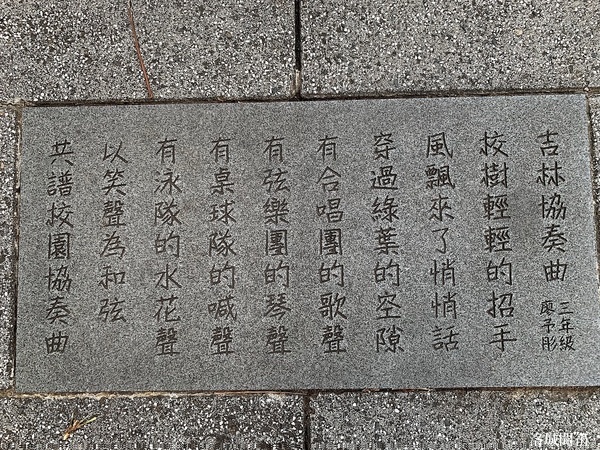 吉林協奏曲
三年級
廖予彤
校樹輕輕的招手
風飄來了悄悄話
穿過綠葉的空隙
有合唱團的歌聲
有弦樂團的琴聲
有桌球隊的喊聲
有泳隊的水花聲
以笑聲為和弦
共譜校園協奏曲